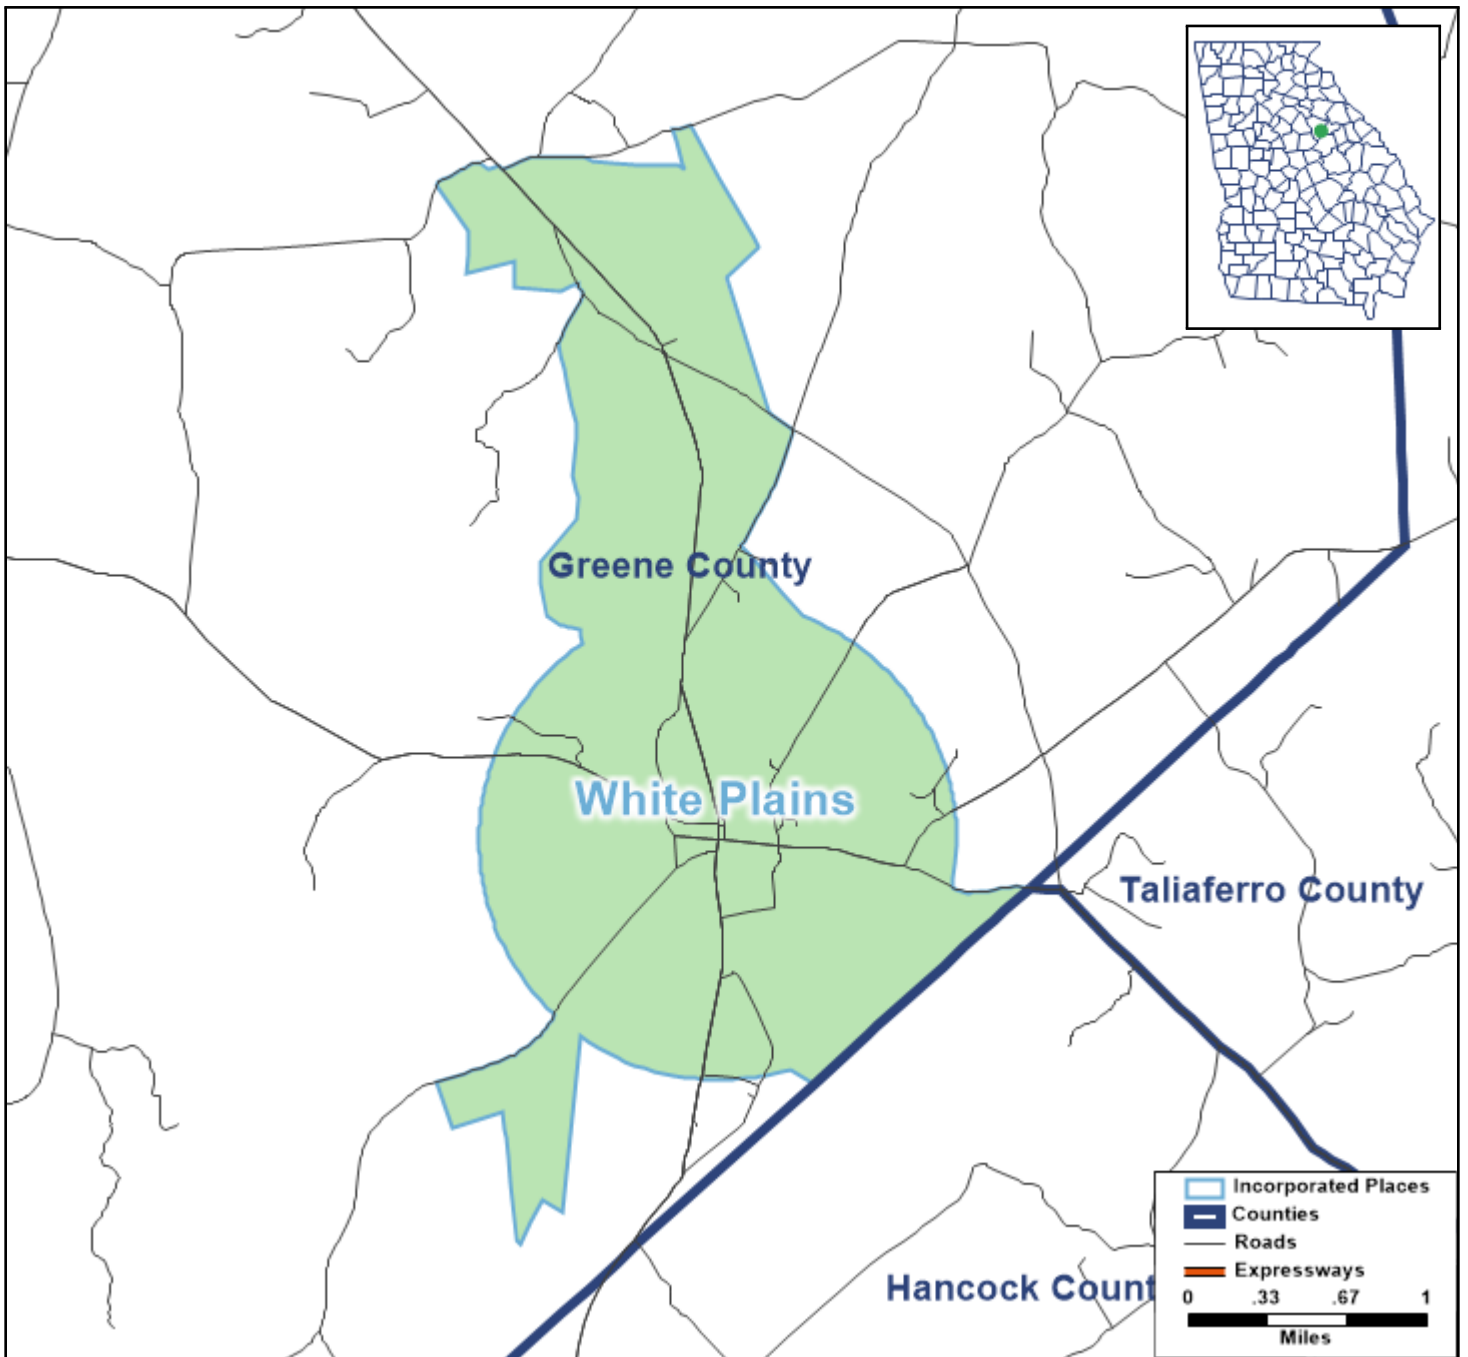 Greene County
White Plains
Taliaferro County
Hancock Count
Incorporated Places
Counties
Roads
Expressways
0 .33 .67 1
Miles